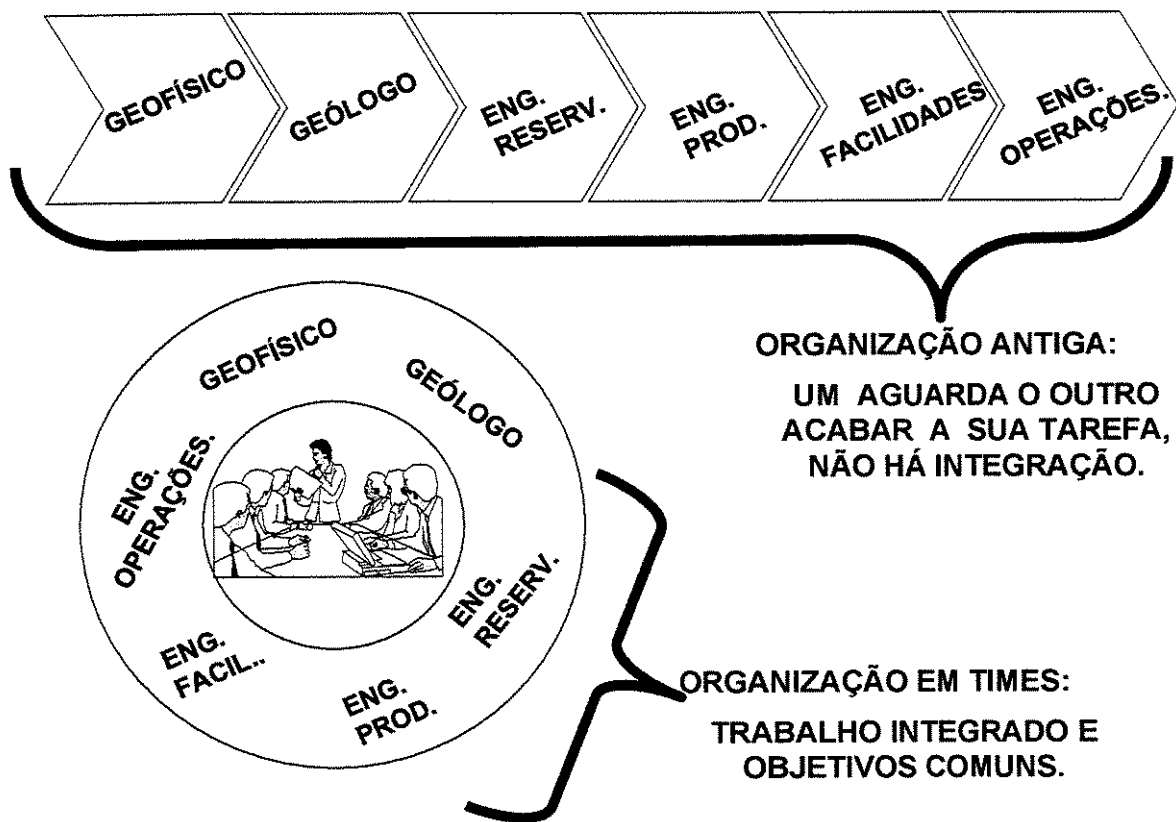 GEOFÍSICO
GEÓLOGO
ENG.
RESERV.
ENG.
PROD.
ENG.
FACILIDADES
ENG.
OPERAÇÕES.
ORGANIZAÇÃO ANTIGA:
UM AGUARDA O OUTRO
ACABAR A SUA TAREFA,
NÃO HÁ INTEGRAÇÃO.
GEOFÍSICO
GEÓLOGO
ENG.
RESERV.
ENG.
PROD.
ENG.
FACIL..
ENG.
OPERAÇÕES.
ORGANIZAÇÃO EM TIMES:
TRABALHO INTEGRADO E
OBJETIVOS COMUNS.